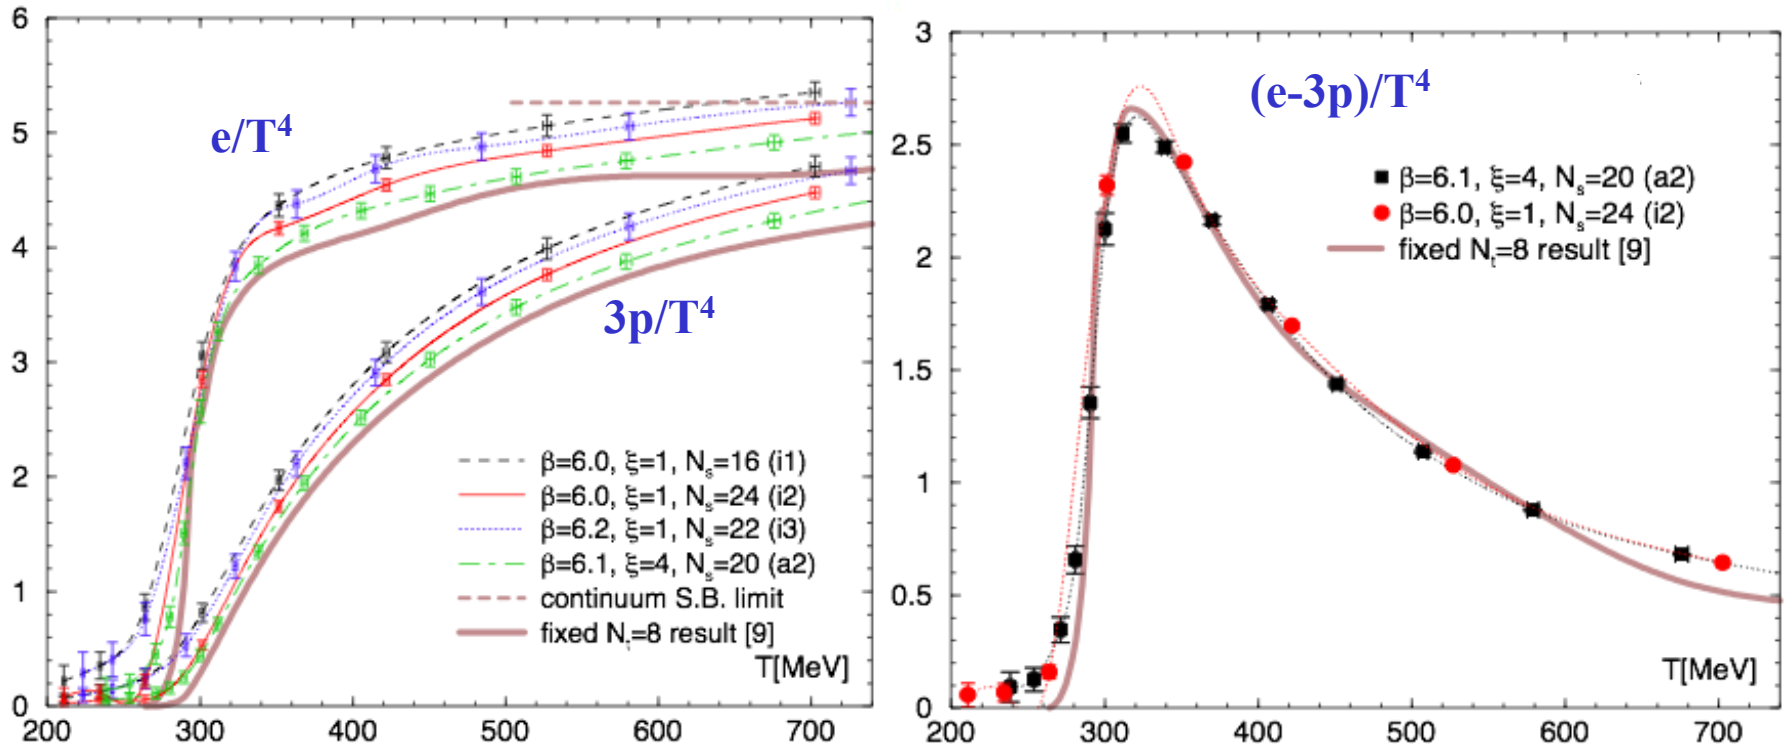 6
5
4
3
2
1
0
200 300 400 500 600 700
T[MeV]
e/T⁴
3p/T⁴
β=6.0, ξ=1, Nₛ=16 (i1)
β=6.0, ξ=1, Nₛ=24 (i2)
β=6.2, ξ=1, Nₛ=22 (i3)
β=6.1, ξ=4, Nₛ=20 (a2)
continuum S.B. limit
fixed Nₜ=8 result [9]
3
2.5
2
1.5
1
0.5
0
200 300 400 500 600 700
T[MeV]
(e-3p)/T⁴
β=6.1, ξ=4, Nₛ=20 (a2)
β=6.0, ξ=1, Nₛ=24 (i2)
fixed Nₜ=8 result [9]